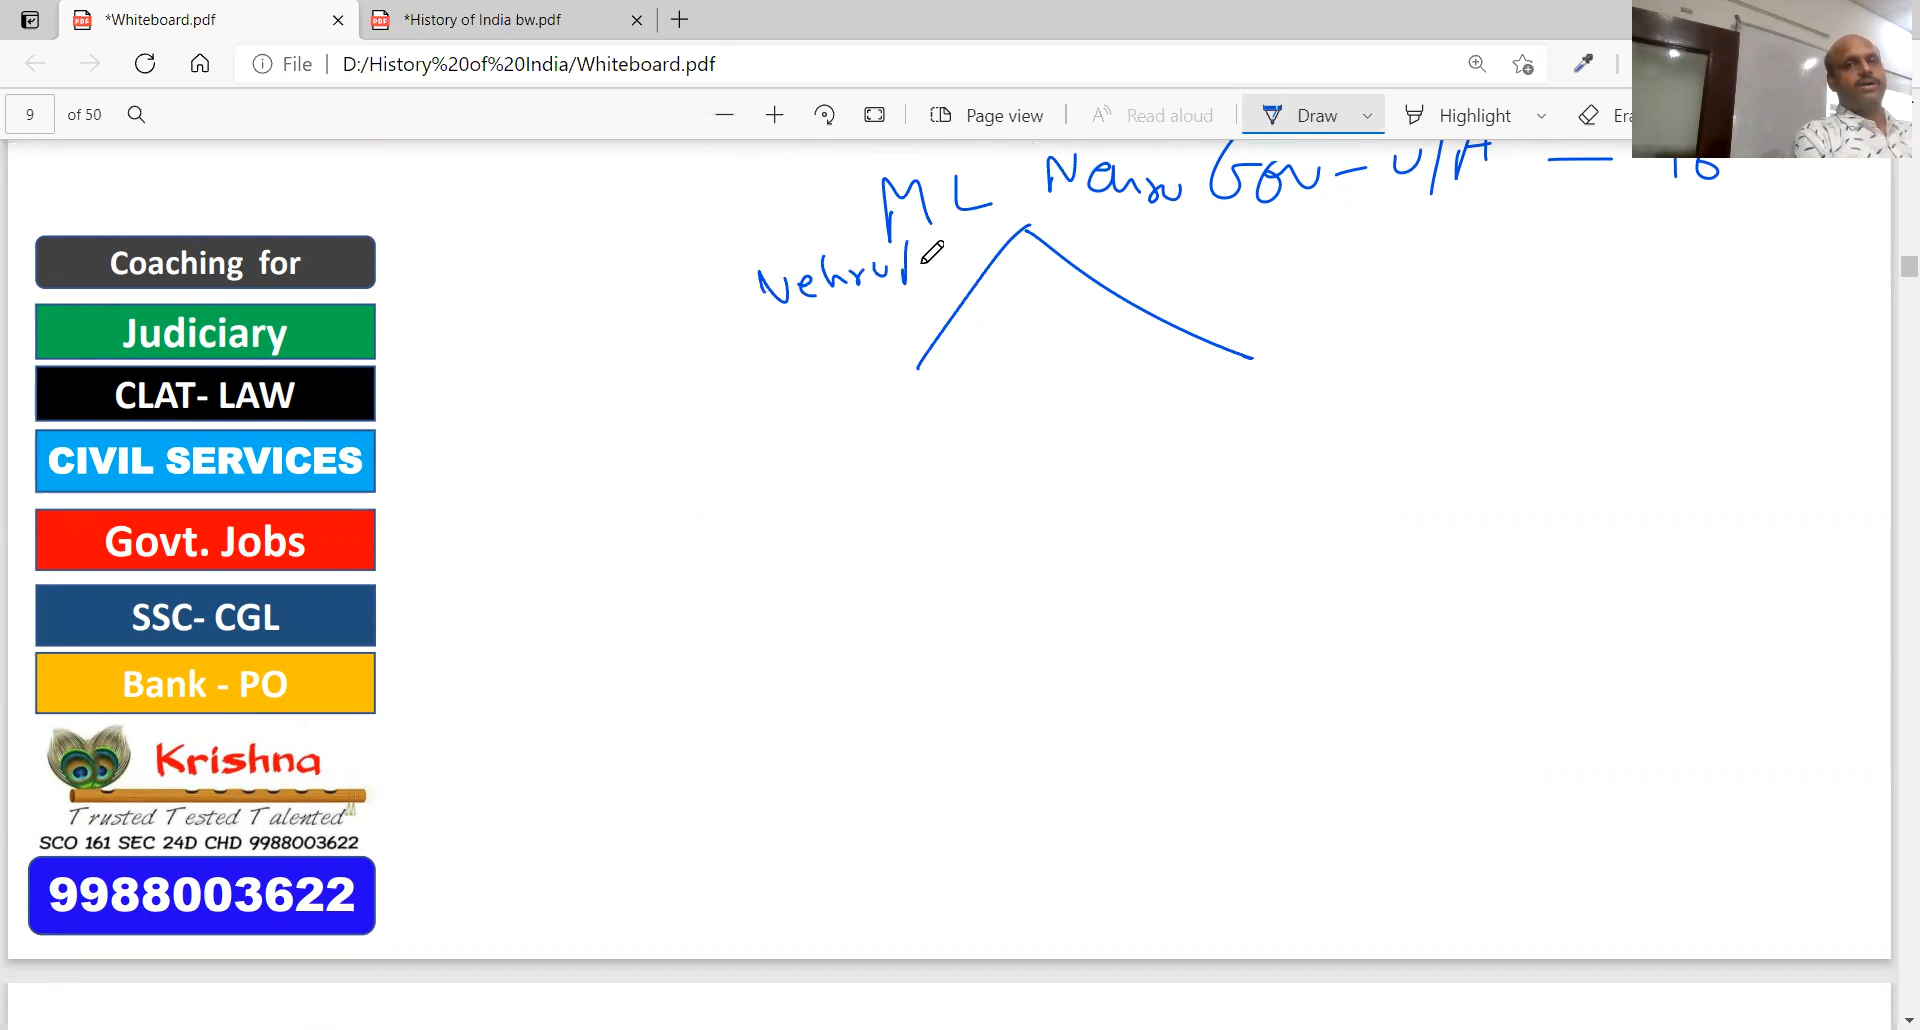 *Whiteboard.pdf
*History of India bw.pdf
File D:/History%20of%20India/Whiteboard.pdf
9 of 50 Page view Read aloud Draw Highlight Era
ML Nehru Gov - U/A — 16
Nehru
Coaching for
Judiciary
CLAT- LAW
CIVIL SERVICES
Govt. Jobs
SSC- CGL
Bank - PO
Krishna
Trusted Tested Talented
SCO 161 SEC 24D CHD 9988003622
9988003622